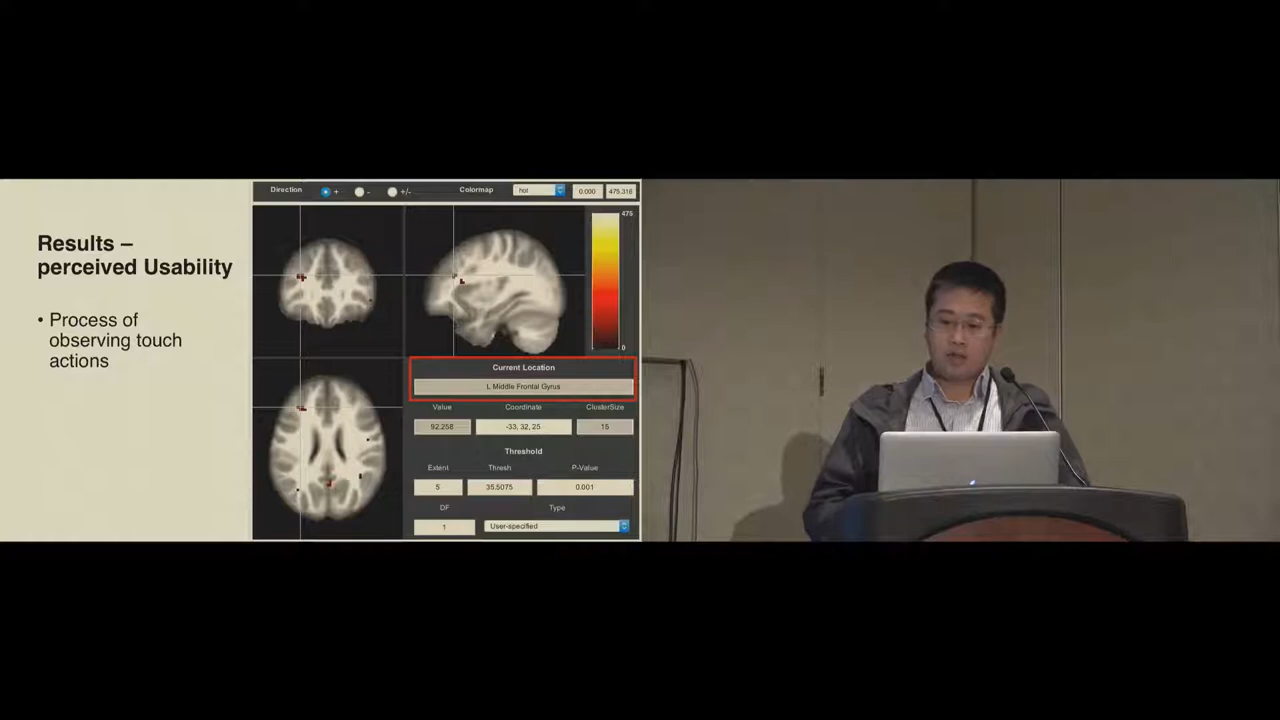 Results –
perceived Usability
• Process of
observing touch
actions
Direction + - +/- Colormap hot 0.000 475.316
475
0
Current Location
L Middle Frontal Gyrus
Value Coordinate ClusterSize
92.258 -33, 32, 25 15
Threshold
Extent Thresh P-Value
5 35.5075 0.001
DF Type
1 User-specified